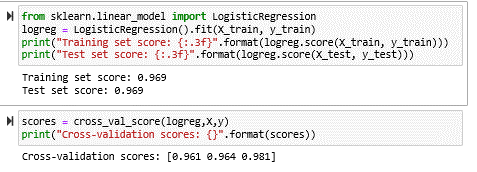 from sklearn.linear_model import LogisticRegression
logreg = LogisticRegression().fit(X_train, y_train)
print("Training set score: {:.3f}".format(logreg.score(X_train, y_train)))
print("Test set score: {:.3f}".format(logreg.score(X_test, y_test)))
Training set score: 0.969
Test set score: 0.969
scores = cross_val_score(logreg,X,y)
print("Cross-validation scores: {}".format(scores))
Cross-validation scores: [0.961 0.964 0.981]